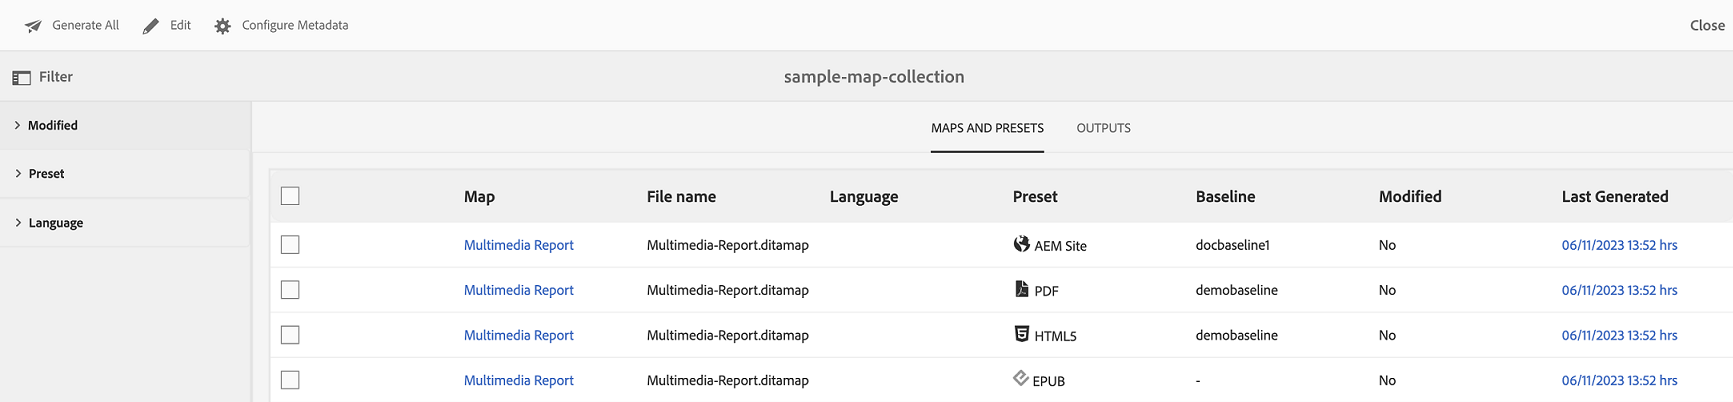 Generate All Edit Configure Metadata Close
Filter sample-map-collection
Modified
MAPS AND PRESETS OUTPUTS
Preset
Language
Map File name Language Preset Baseline Modified Last Generated
Multimedia Report Multimedia-Report.ditamap AEM Site docbaseline1 No 06/11/2023 13:52 hrs
Multimedia Report Multimedia-Report.ditamap PDF demobaseline No 06/11/2023 13:52 hrs
Multimedia Report Multimedia-Report.ditamap HTML5 demobaseline No 06/11/2023 13:52 hrs
Multimedia Report Multimedia-Report.ditamap EPUB - No 06/11/2023 13:52 hrs